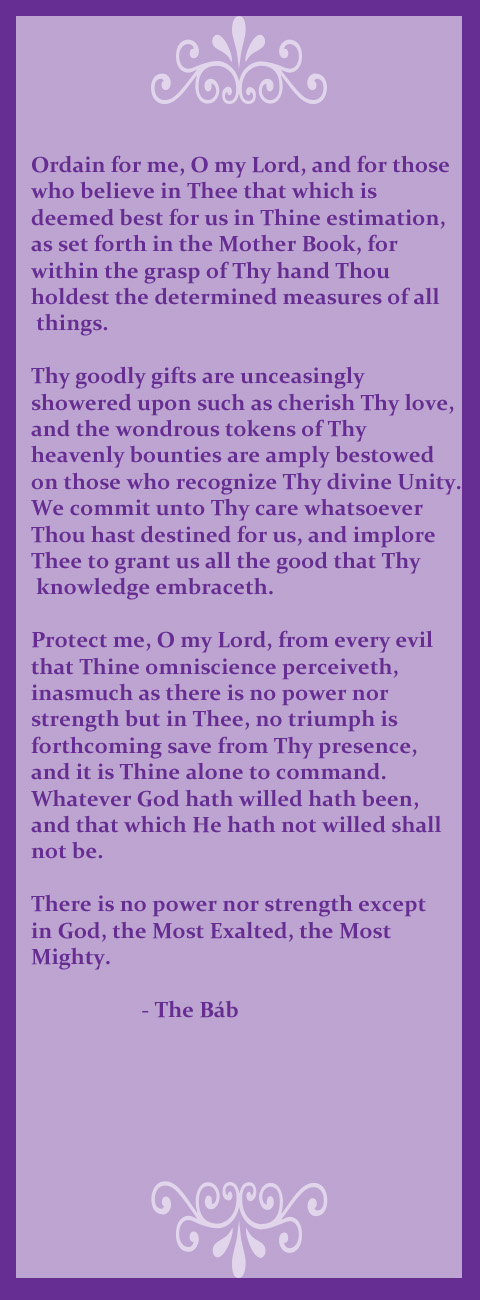 Ordain for me, O my Lord, and for those
who believe in Thee that which is
deemed best for us in Thine estimation,
as set forth in the Mother Book, for
within the grasp of Thy hand Thou
holdest the determined measures of all
things.
Thy goodly gifts are unceasingly
showered upon such as cherish Thy love,
and the wondrous tokens of Thy
heavenly bounties are amply bestowed
on those who recognize Thy divine Unity.
We commit unto Thy care whatsoever
Thou hast destined for us, and implore
Thee to grant us all the good that Thy
knowledge embraceth.
Protect me, O my Lord, from every evil
that Thine omniscience perceiveth,
inasmuch as there is no power nor
strength but in Thee, no triumph is
forthcoming save from Thy presence,
and it is Thine alone to command.
Whatever God hath willed hath been,
and that which He hath not willed shall
not be.
There is no power nor strength except
in God, the Most Exalted, the Most
Mighty.
- The Báb